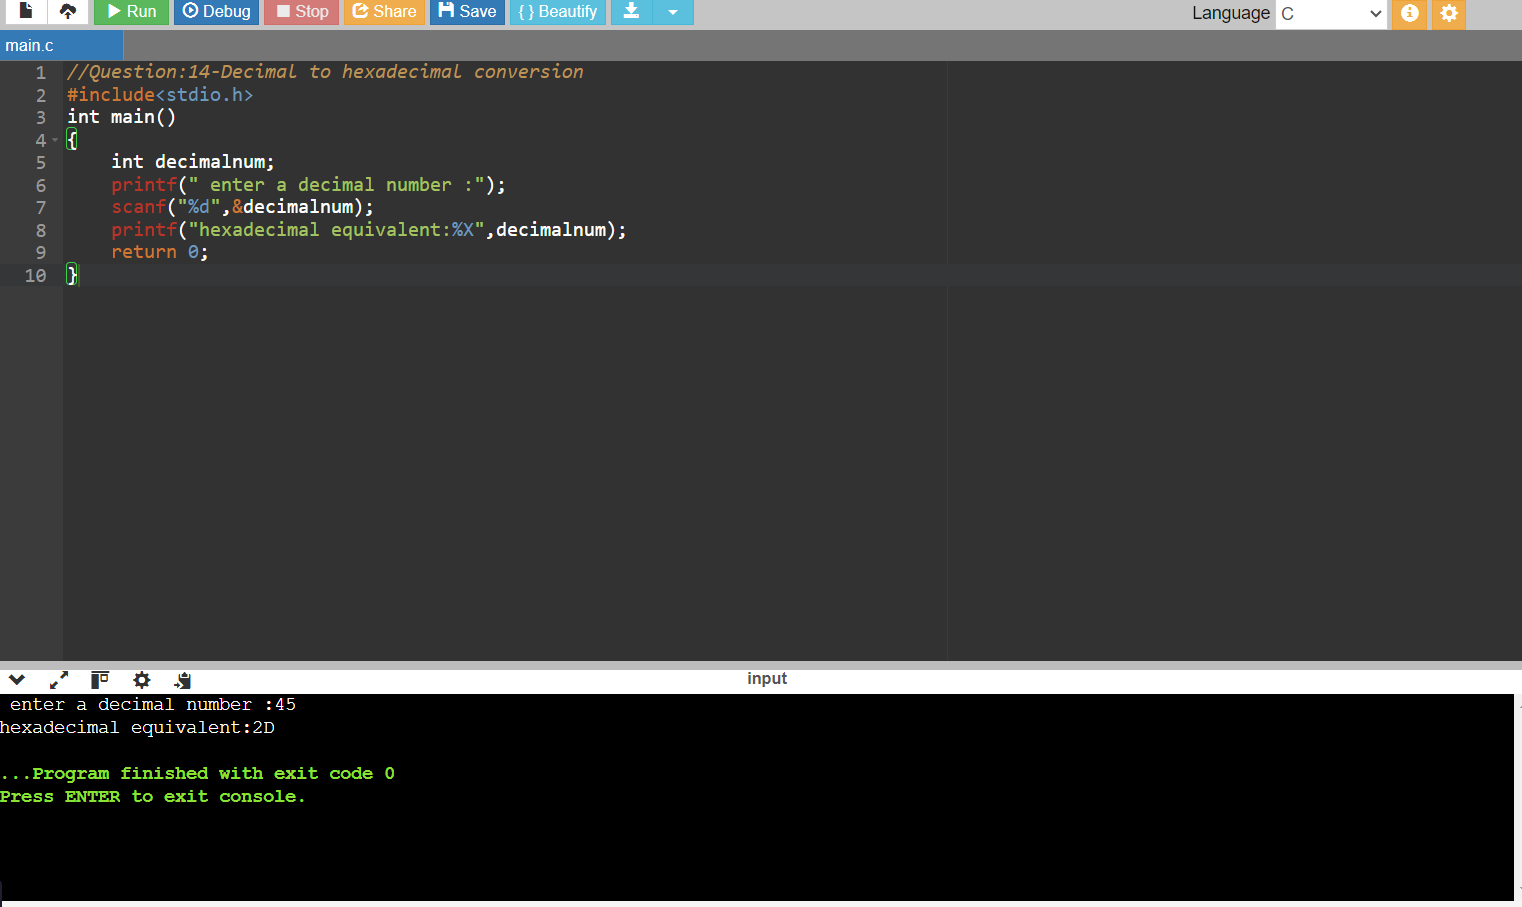 Run Debug Stop Share Save { } Beautify Language C
main.c
1 //Question:14-Decimal to hexadecimal conversion
2 #include<stdio.h>
3 int main()
4 {
5     int decimalnum;
6     printf(" enter a decimal number :");
7     scanf("%d",&decimalnum);
8     printf("hexadecimal equivalent:%X",decimalnum);
9     return 0;
10 }
input
 enter a decimal number :45
hexadecimal equivalent:2D
...Program finished with exit code 0
Press ENTER to exit console.